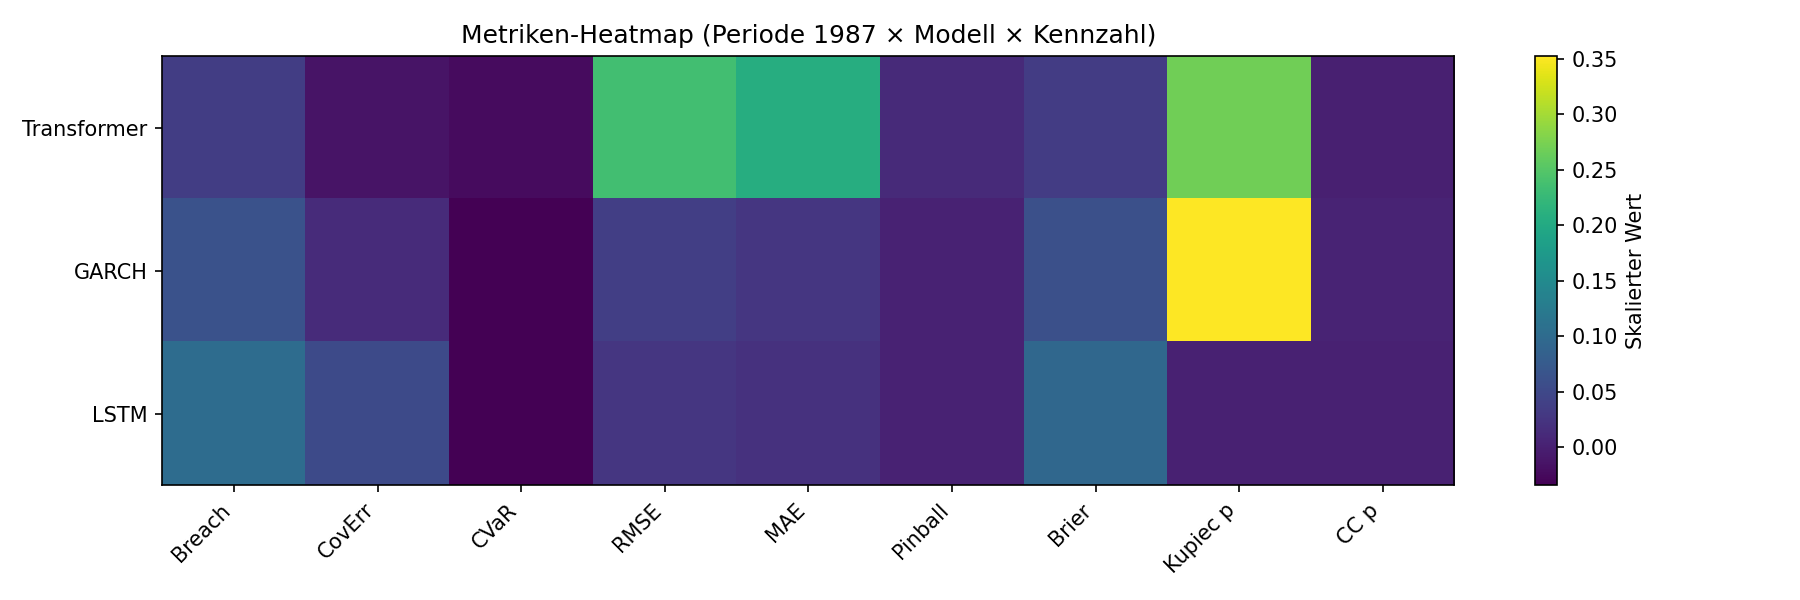 Metriken-Heatmap (Periode 1987 × Modell × Kennzahl)
Transformer
GARCH
LSTM
Breach
CovErr
CVaR
RMSE
MAE
Pinball
Brier
Kupiec p
CC p
0.35
0.30
0.25
0.20
0.15
0.10
0.05
0.00
Skalierter Wert